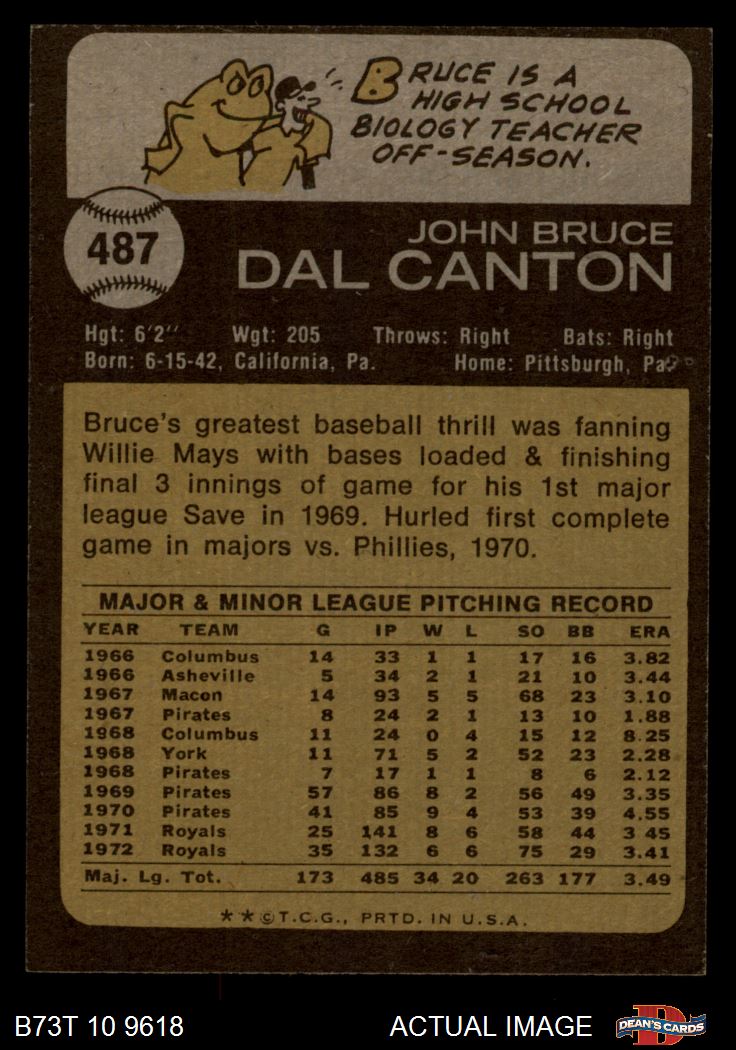 BRUCE IS A
HIGH SCHOOL
BIOLOGY TEACHER
OFF-SEASON.
487
JOHN BRUCE
DAL CANTON
Hgt: 6'2" Wgt: 205 Throws: Right Bats: Right
Born: 6-15-42, California, Pa. Home: Pittsburgh, Pa.
Bruce's greatest baseball thrill was fanning
Willie Mays with bases loaded & finishing
final 3 innings of game for his 1st major
league Save in 1969. Hurled first complete
game in majors vs. Phillies, 1970.
MAJOR & MINOR LEAGUE PITCHING RECORD
YEAR TEAM G IP W L SO BB ERA
1966 Columbus 14 33 1 1 17 16 3.82
1966 Asheville 5 34 2 1 21 10 3.44
1967 Macon 14 93 5 5 68 23 3.10
1967 Pirates 8 24 2 1 13 10 1.88
1968 Columbus 11 24 0 4 15 12 8.25
1968 York 11 71 5 2 52 23 2.28
1968 Pirates 7 17 1 1 8 6 2.12
1969 Pirates 57 86 8 2 56 49 3.35
1970 Pirates 41 85 9 4 53 39 4.55
1971 Royals 25 141 8 6 58 44 3 45
1972 Royals 35 132 6 6 75 29 3.41
Maj. Lg. Tot. 173 485 34 20 263 177 3.49
**©T.C.G., PRTD. IN U.S.A.
B73T 10 9618 ACTUAL IMAGE D DEAN'S CARDS